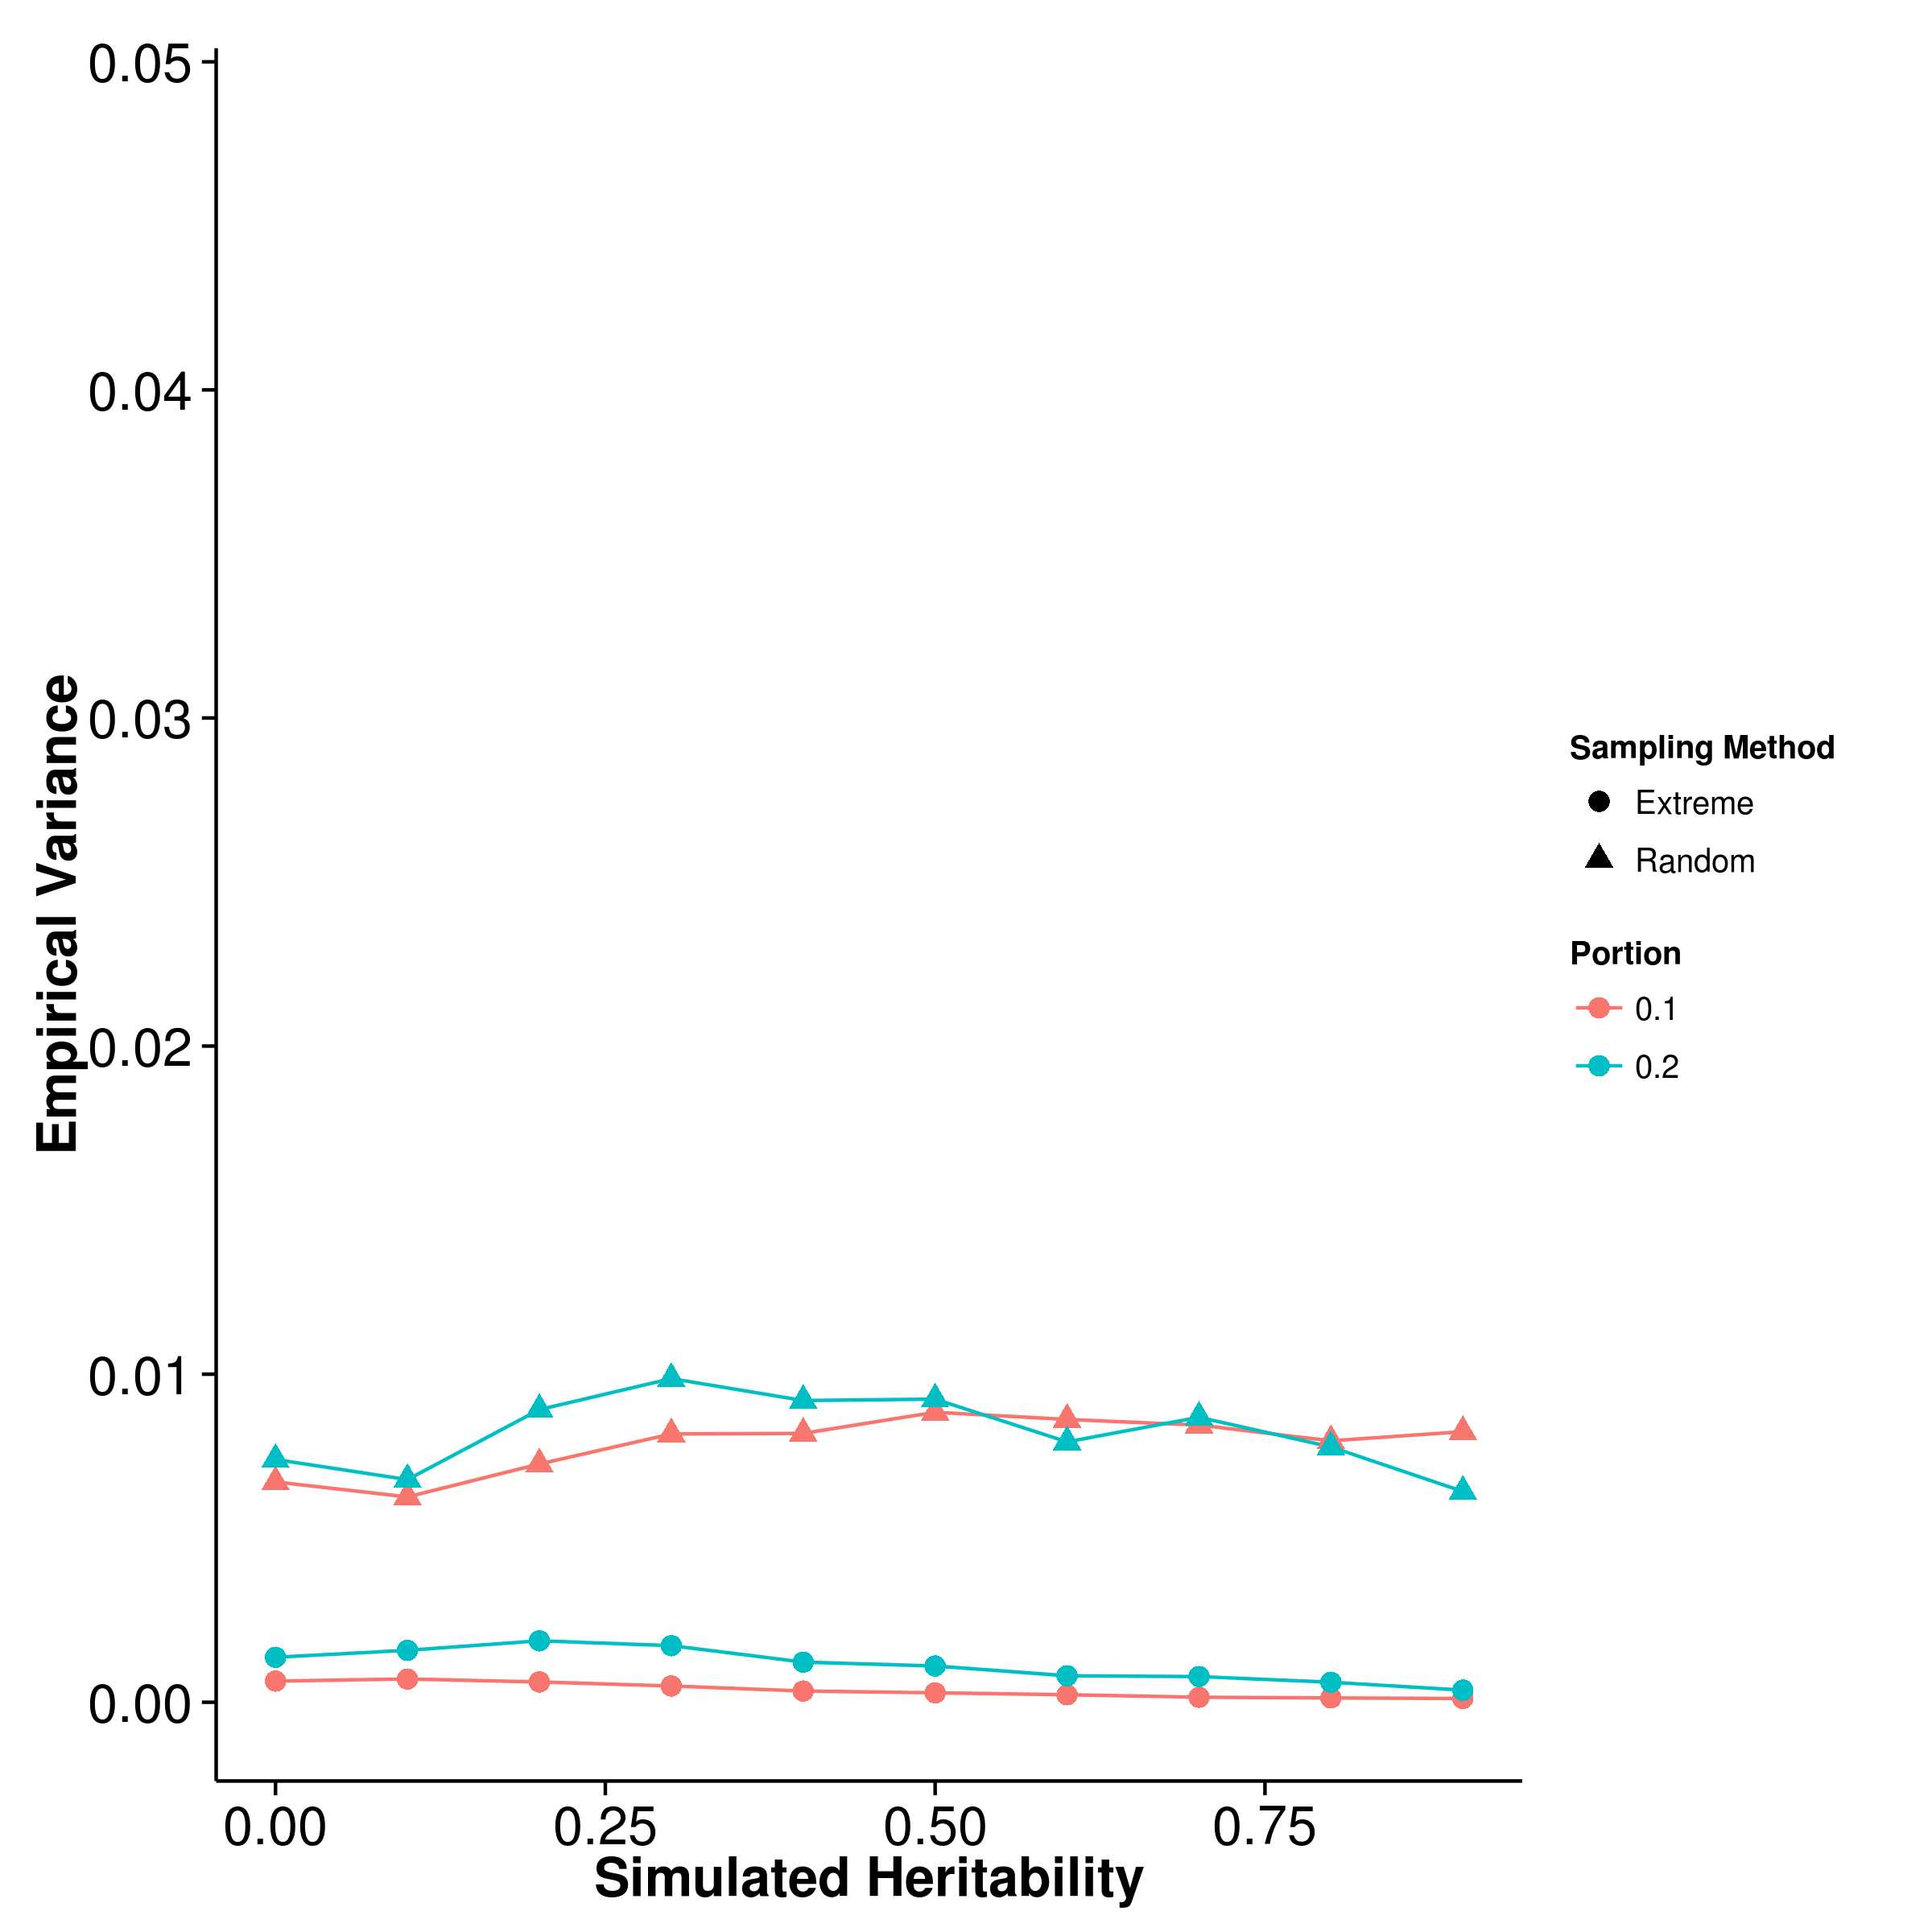 0.05
0.04
0.03
0.02
0.01
0.00
Empirical Variance
0.00
0.25
0.50
0.75
Simulated Heritability
Sampling Method
Extreme
Random
Portion
0.1
0.2